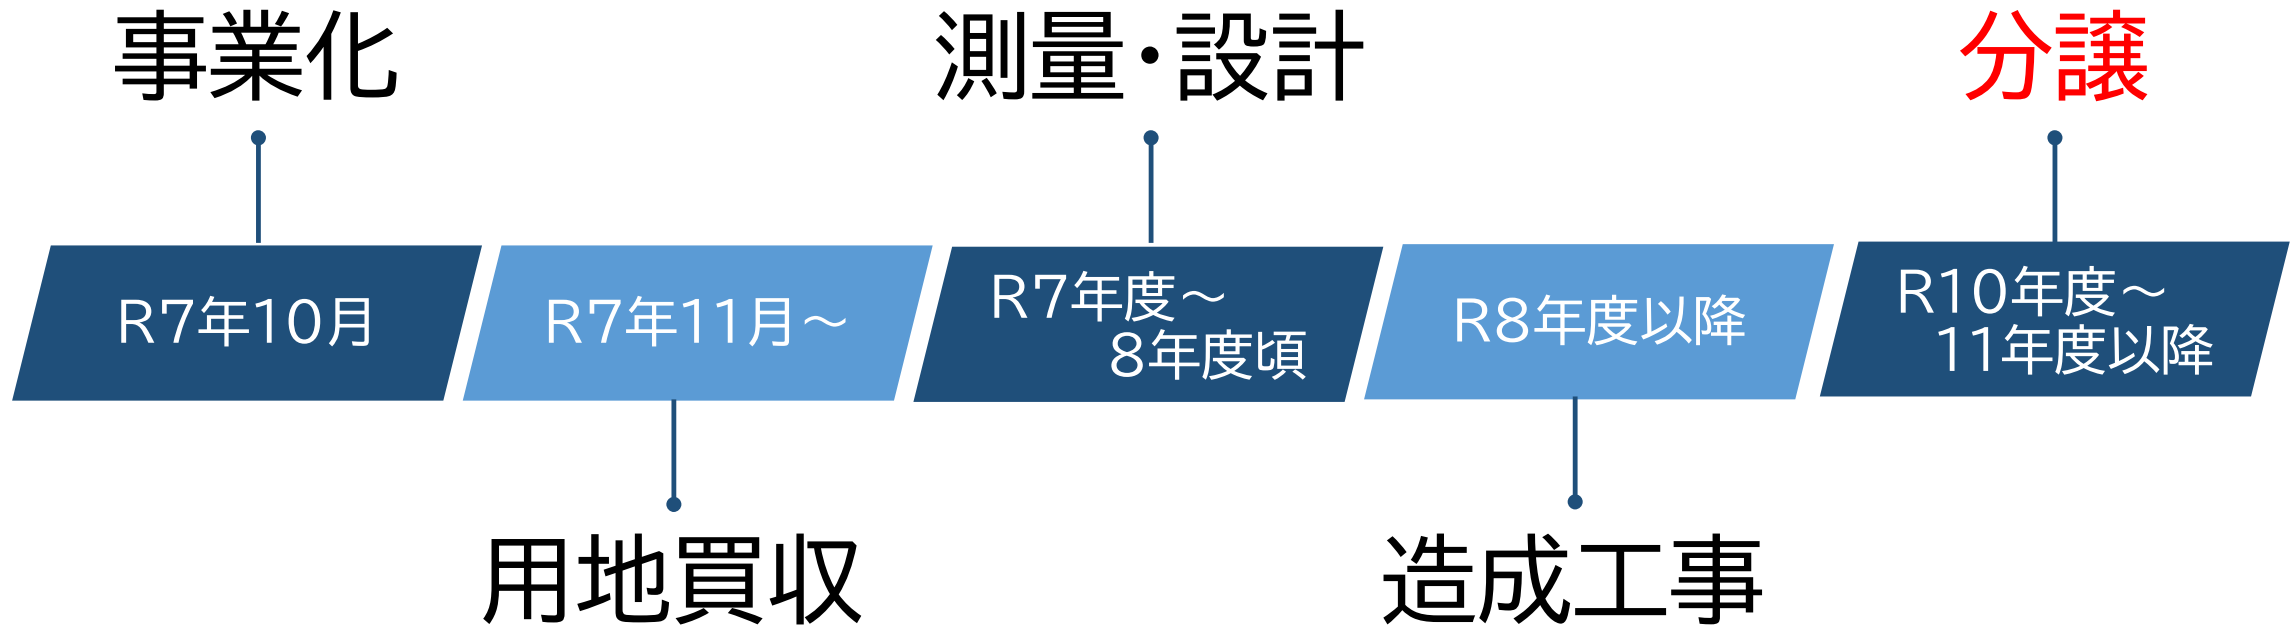 事業化
測量・設計
分譲
R7年10月
R7年11月～
R7年度～
8年度頃
R8年度以降
R10年度～
11年度以降
用地買収
造成工事